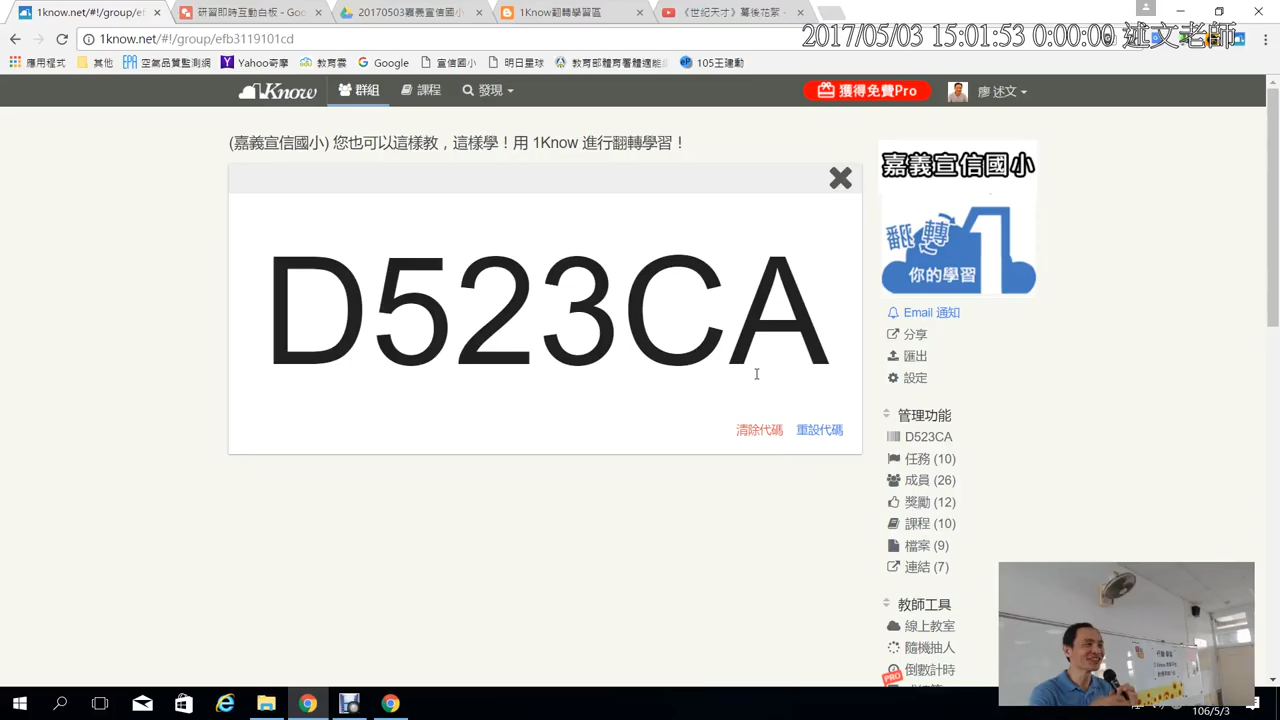 1know.net/#!/group/ef
研習即時互動白板 - Goo
20170503嘉義宣信國小
1Know翻轉學習區
《世紀天才》幕後花絮 -
1know.net/#!/group/efb3119101cd
2017/05/03 15:01:53 0:00:00 述文老師
應用程式
其他
空氣品質監測網
Yahoo奇摩
教育雲
Google
宣信國小
明日星球
教育部體育署體適能
105王建勳
1Know
群組
課程
發現
獲得免費Pro
廖 述文
(嘉義宣信國小) 您也可以這樣教，這樣學！用 1Know 進行翻轉學習！
D523CA
清除代碼
重設代碼
嘉義宣信國小
翻轉
1
你的學習
Email 通知
分享
匯出
設定
管理功能
D523CA
任務 (10)
成員 (26)
獎勵 (12)
課程 (10)
檔案 (9)
連結 (7)
教師工具
線上教室
隨機抽人
倒數計時
PRO
106/5/3